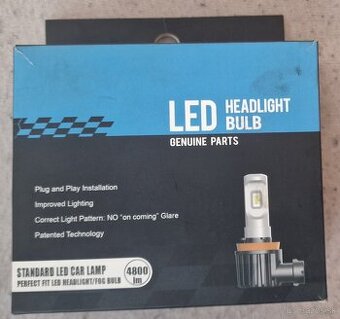 LED HEADLIGHT
BULB
GENUINE PARTS
Plug and Play Installation
Improved Lighting
Correct Light Pattern: NO "on coming" Glare
Patented Technology
STANDARD LED CAR LAMP
PERFECT FIT LED HEADLIGHT/FOG BULB
4800
lm